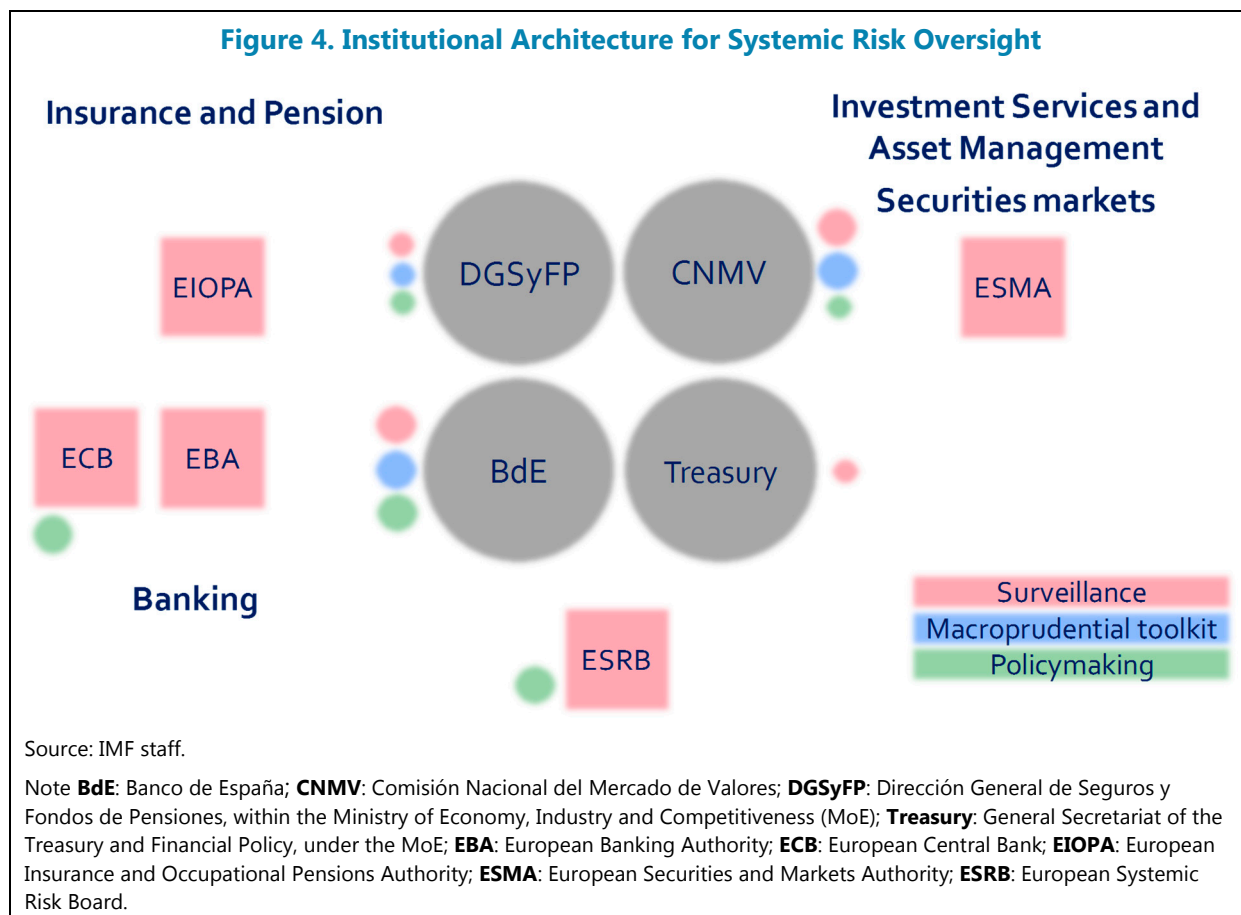 Figure 4. Institutional Architecture for Systemic Risk Oversight
Insurance and Pension
Investment Services and
Asset Management
Securities markets
EIOPA
DGSyFP
CNMV
ESMA
ECB
EBA
BdE
Treasury
Banking
ESRB
Surveillance
Macroprudential toolkit
Policymaking
Source: IMF staff.
Note BdE: Banco de España; CNMV: Comisión Nacional del Mercado de Valores; DGSyFP: Dirección General de Seguros y
Fondos de Pensiones, within the Ministry of Economy, Industry and Competitiveness (MoE); Treasury: General Secretariat of the
Treasury and Financial Policy, under the MoE; EBA: European Banking Authority; ECB: European Central Bank; EIOPA: European
Insurance and Occupational Pensions Authority; ESMA: European Securities and Markets Authority; ESRB: European Systemic
Risk Board.